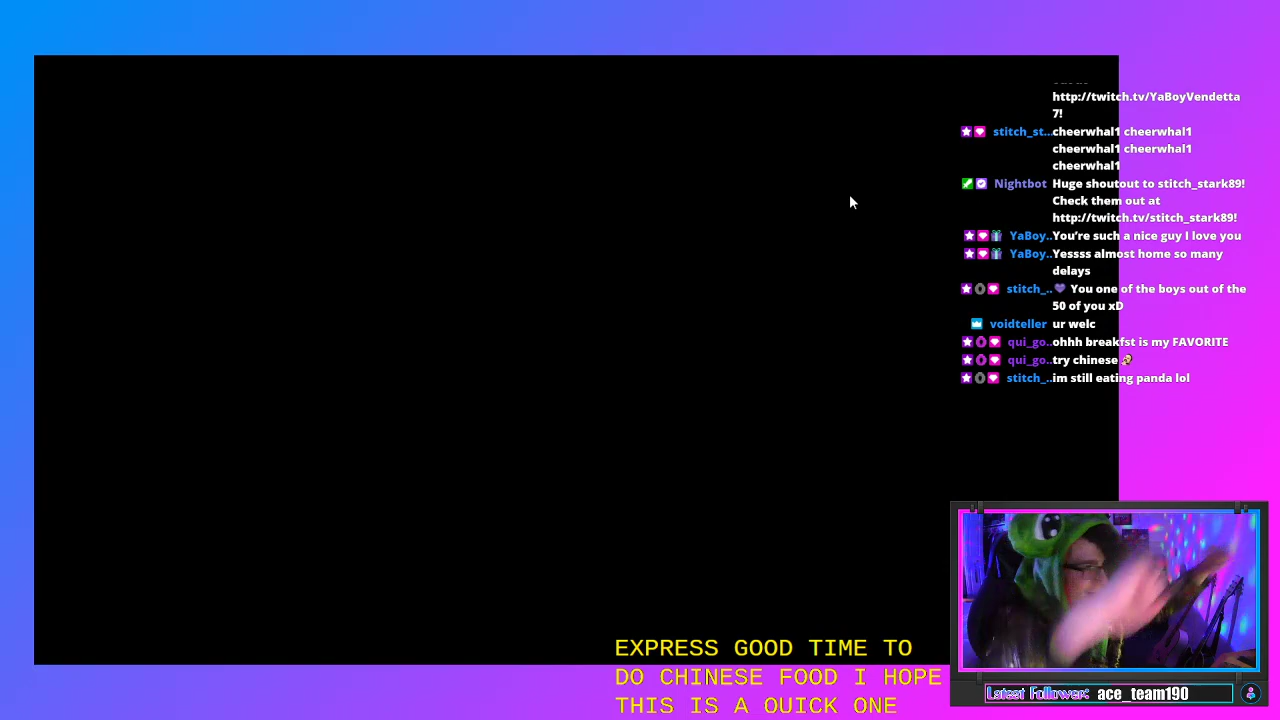 http://twitch.tv/YaBoyVendetta
7!
stitch_st... cheerwhal1 cheerwhal1
cheerwhal1 cheerwhal1
cheerwhal1
Nightbot Huge shoutout to stitch_stark89!
Check them out at
http://twitch.tv/stitch_stark89!
YaBoy... You're such a nice guy I love you
YaBoy... Yessss almost home so many
delays
stitch_... 💜 You one of the boys out of the
50 of you xD
voidteller ur welc
qui_go... ohhh breakfst is my FAVORITE
qui_go... try chinese
stitch_... im still eating panda lol
EXPRESS GOOD TIME TO
DO CHINESE FOOD I HOPE
THIS IS A QUICK ONE
Latest Follower: ace_team190